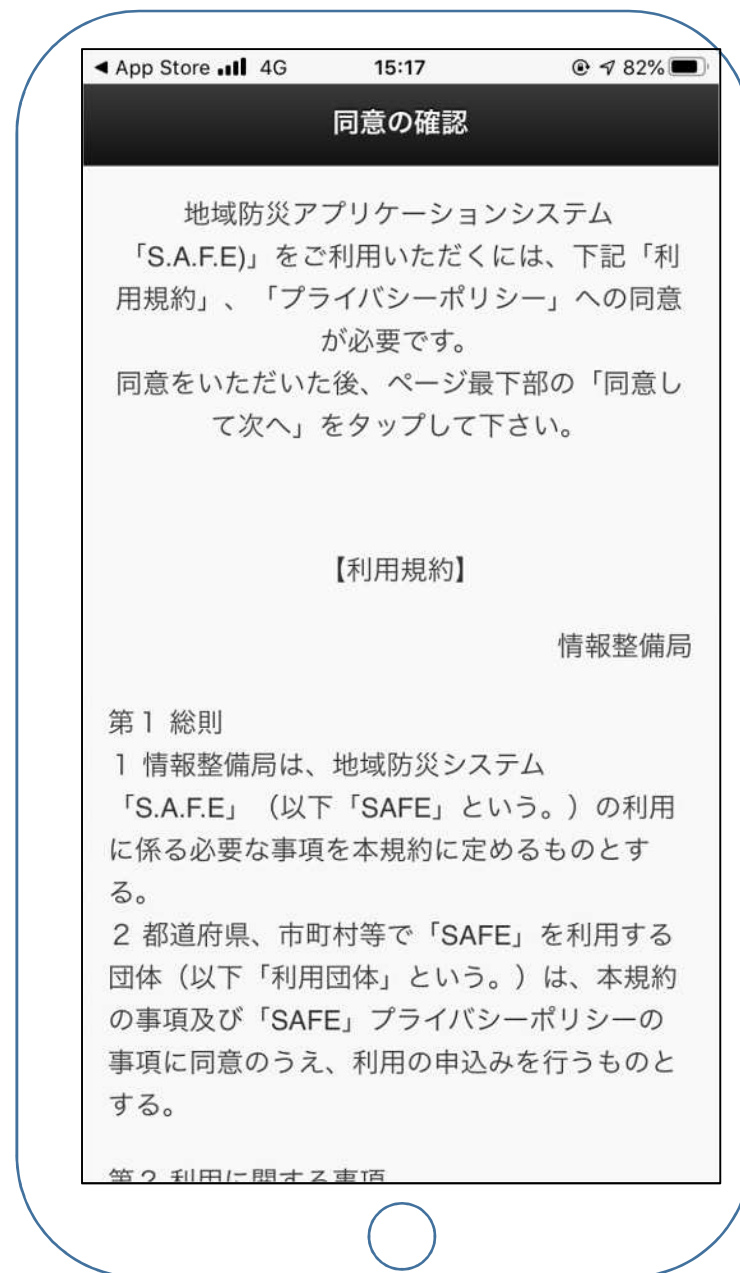 ◀ App Store 4G 15:17 82%
同意の確認
地域防災アプリケーションシステム
「S.A.F.E)」をご利用いただくには、下記「利
用規約」、「プライバシーポリシー」への同意
が必要です。
同意をいただいた後、ページ最下部の「同意し
て次へ」をタップして下さい。
【利用規約】
情報整備局
第１ 総則
１ 情報整備局は、地域防災システム
「S.A.F.E」（以下「SAFE」という。）の利用
に係る必要な事項を本規約に定めるものとす
る。
２ 都道府県、市町村等で「SAFE」を利用する
団体（以下「利用団体」という。）は、本規約
の事項及び「SAFE」プライバシーポリシーの
事項に同意のうえ、利用の申込みを行うものと
する。
第２ 利用に関する事項